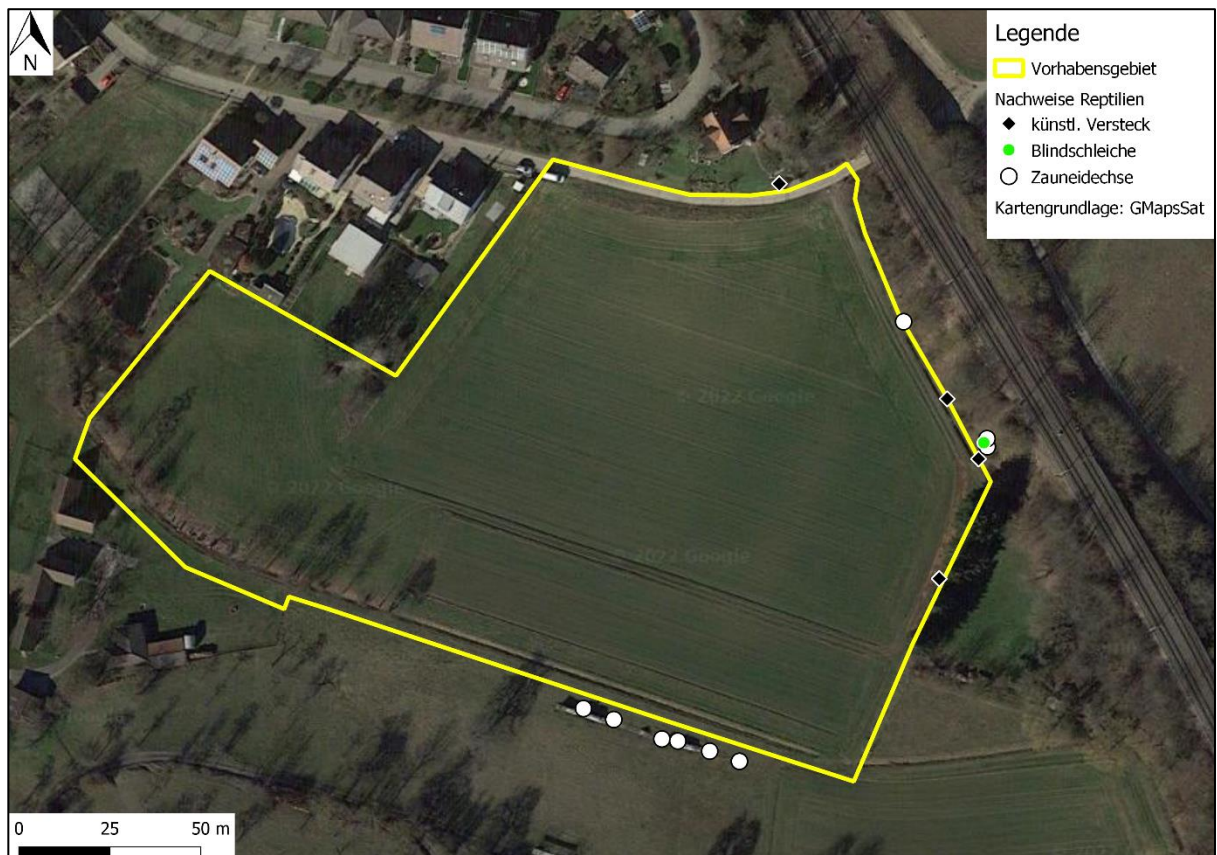 N
Legende
Vorhabensgebiet
Nachweise Reptilien
künstl. Versteck
Blindschleiche
Zauneidechse
Kartengrundlage: GMapsSat
2022 Google
© 2022 Google
© 2022 Google
0 25 50 m